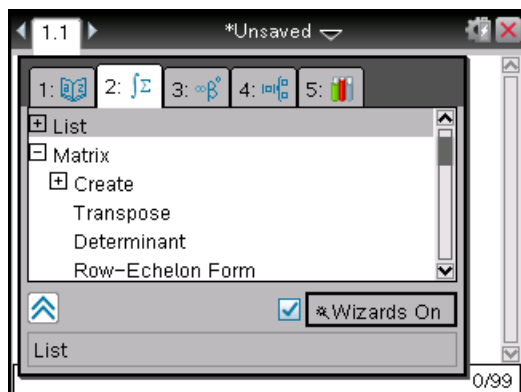 1.1 *Unsaved
1: 2: ∫Σ 3: ∞β° 4: 5:
List
Matrix
Create
Transpose
Determinant
Row-Echelon Form
Wizards On
List
0/99